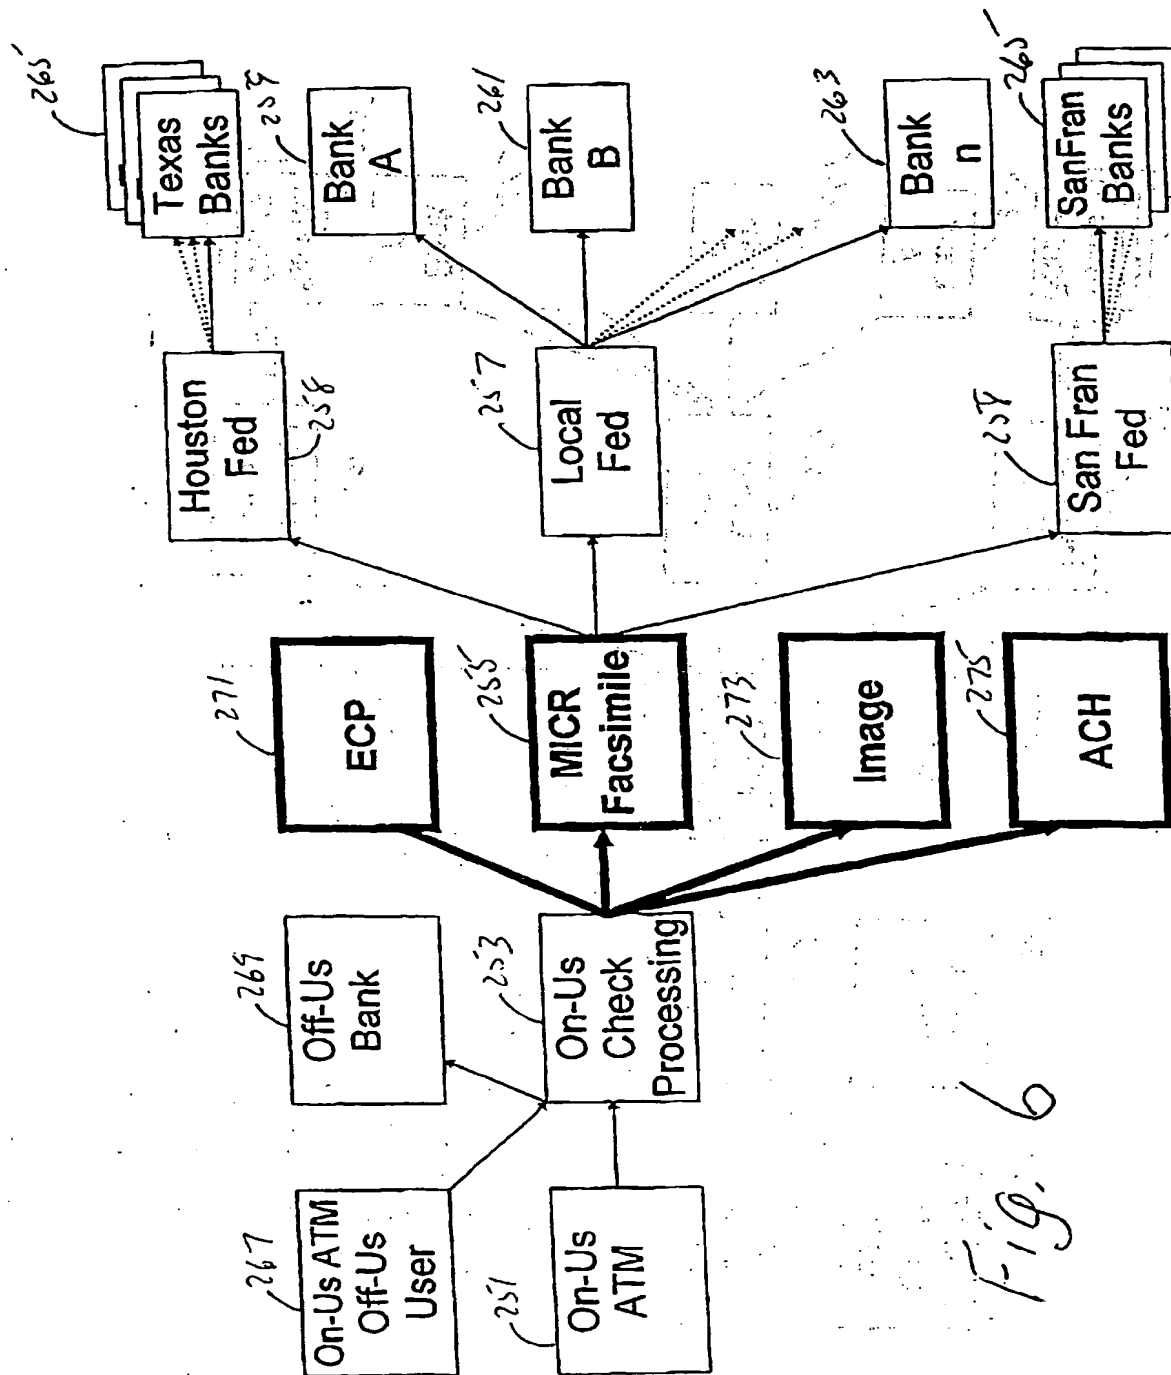 267
On-Us ATM
Off-Us
User
251
On-Us
ATM
269
Off-Us
Bank
253
On-Us
Check
Processing
271
ECP
255
MICR
Facsimile
273
Image
275
ACH
Houston
Fed
258
257
Local
Fed
258
San Fran
Fed
265
Texas
Banks
259
Bank
A
261
Bank
B
263
Bank
n
265
SanFran
Banks
Fig. 6